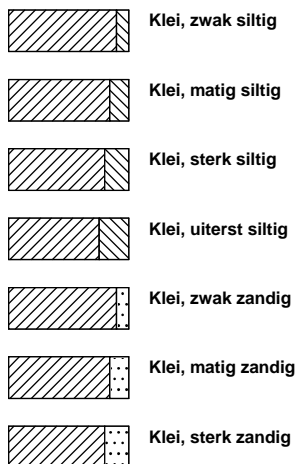 Klei, zwak siltig
Klei, matig siltig
Klei, sterk siltig
Klei, uiterst siltig
Klei, zwak zandig
Klei, matig zandig
Klei, sterk zandig